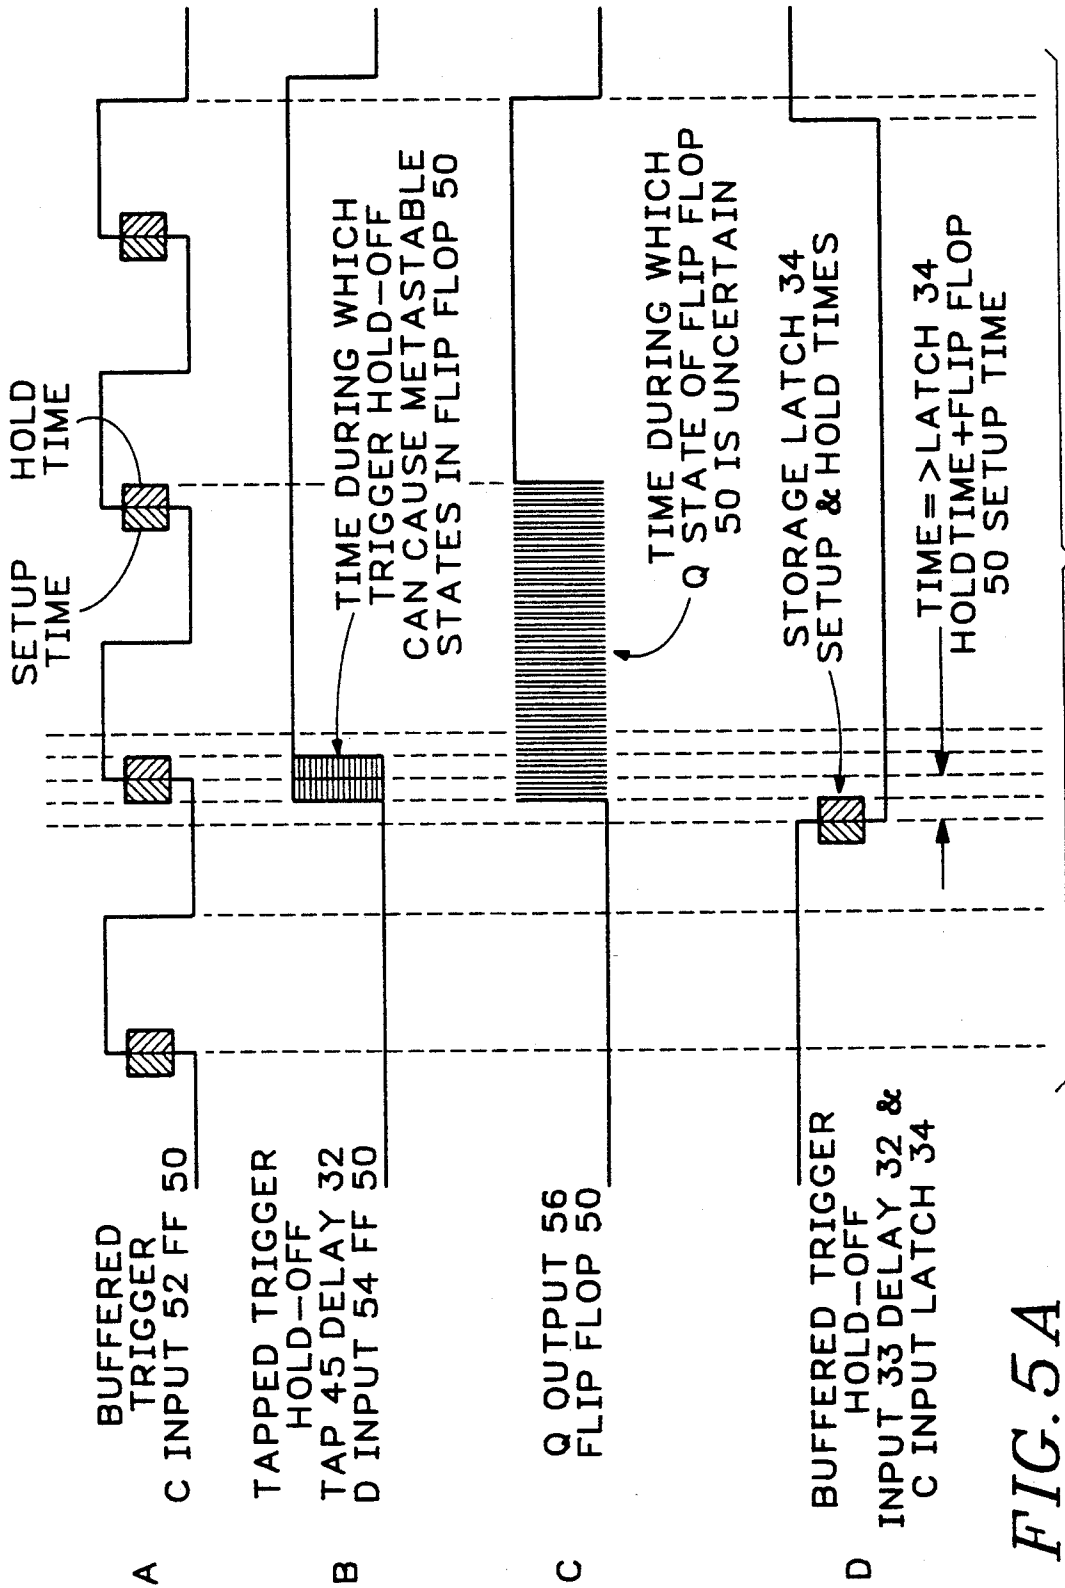 A
BUFFERED
TRIGGER
C INPUT 52 FF 50
SETUP
TIME
HOLD
TIME
B
TAPPED TRIGGER
HOLD-OFF
TAP 45 DELAY 32
D INPUT 54 FF 50
TIME DURING WHICH
TRIGGER HOLD-OFF
CAN CAUSE METASTABLE
STATES IN FLIP FLOP 50
C
Q OUTPUT 56
FLIP FLOP 50
TIME DURING WHICH
Q STATE OF FLIP FLOP
50 IS UNCERTAIN
D
BUFFERED TRIGGER
HOLD-OFF
INPUT 33 DELAY 32 &
C INPUT LATCH 34
STORAGE LATCH 34
SETUP & HOLD TIMES
TIME=>LATCH 34
HOLDTIME+FLIP FLOP
50 SETUP TIME
FIG. 5A